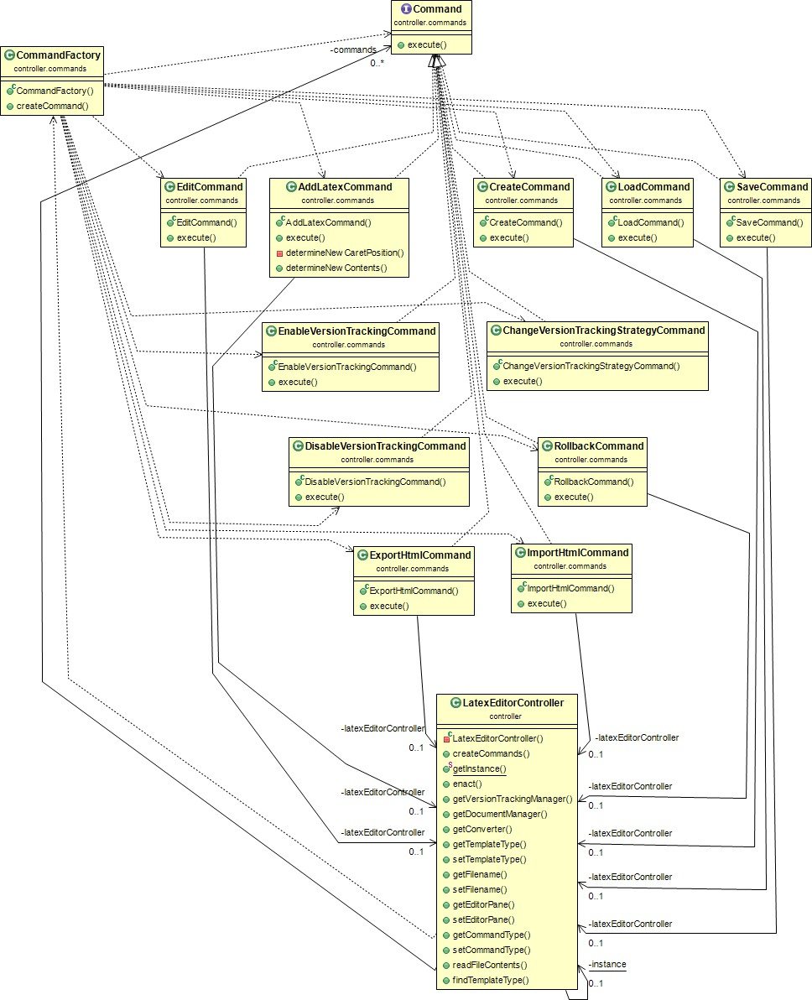 Command
controller.commands
execute()
-commands
0..*
CommandFactory
controller.commands
CommandFactory()
createCommand()
EditCommand
controller.commands
EditCommand()
execute()
AddLatexCommand
controller.commands
AddLatexCommand()
execute()
determineNewCaretPosition()
determineNewContents()
CreateCommand
controller.commands
CreateCommand()
execute()
LoadCommand
controller.commands
LoadCommand()
execute()
SaveCommand
controller.commands
SaveCommand()
execute()
EnableVersionTrackingCommand
controller.commands
EnableVersionTrackingCommand()
execute()
ChangeVersionTrackingStrategyCommand
controller.commands
ChangeVersionTrackingStrategyCommand()
execute()
DisableVersionTrackingCommand
controller.commands
DisableVersionTrackingCommand()
execute()
RollbackCommand
controller.commands
RollbackCommand()
execute()
ExportHtmlCommand
controller.commands
ExportHtmlCommand()
execute()
ImportHtmlCommand
controller.commands
ImportHtmlCommand()
execute()
LatexEditorController
controller
LatexEditorController()
createCommands()
getInstance()
enact()
getVersionTrackingManager()
getDocumentManager()
getConverter()
getTemplateType()
setTemplateType()
getFilename()
setFilename()
getEditorPane()
setEditorPane()
getCommandType()
setCommandType()
readFileContents()
findTemplateType()
-latexEditorController
0..1
-latexEditorController
0..1
-latexEditorController
0..1
-latexEditorController
0..1
-latexEditorController
0..1
-latexEditorController
0..1
-latexEditorController
0..1
-latexEditorController
0..1
-instance
0..1